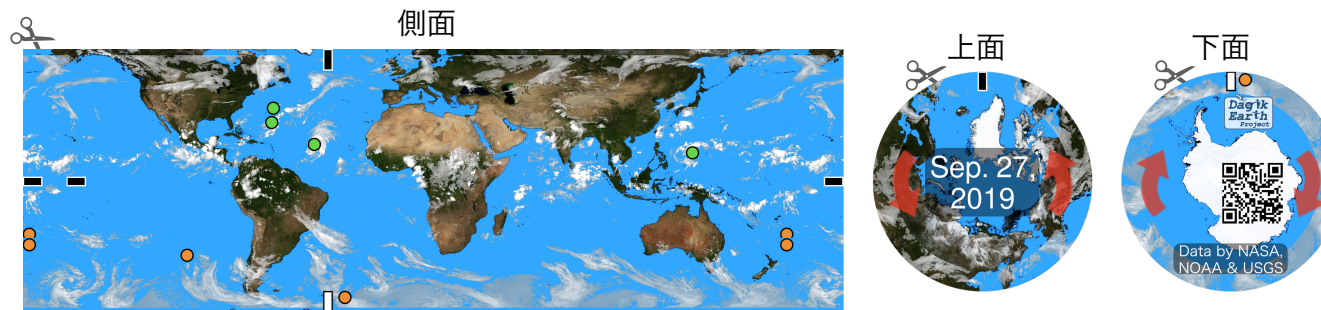 側面
上面
下面
Sep. 27,
2019
Dagik
Earth
Project
Data by NASA,
NOAA & USGS